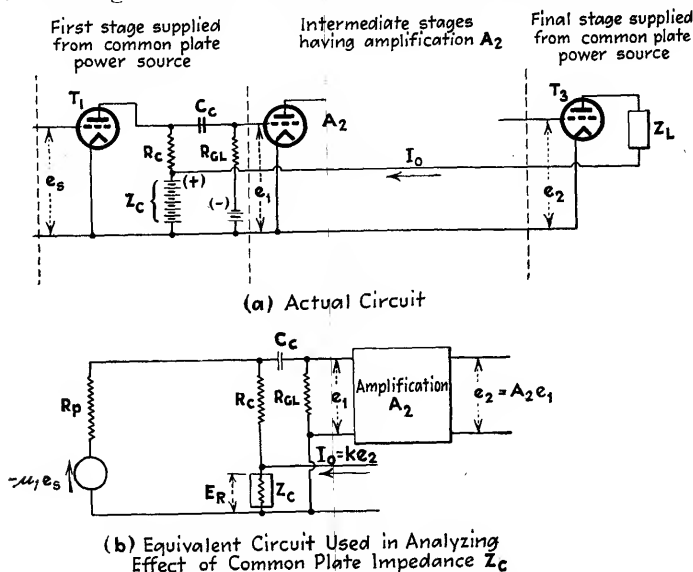 First stage supplied
from common plate
power source
Intermediate stages
having amplification A2
Final stage supplied
from common plate
power source
T1
Cc
A2
T3
ZL
es
Rc
RGL
e1
Io
e2
Zc
(+)
(-)
(a) Actual Circuit
Cc
Rp
Rc
RGL
e1
Amplification
A2
e2 = A2e1
Io=ke2
-μ1es
ER
Zc
(b) Equivalent Circuit Used in Analyzing
Effect of Common Plate Impedance Zc